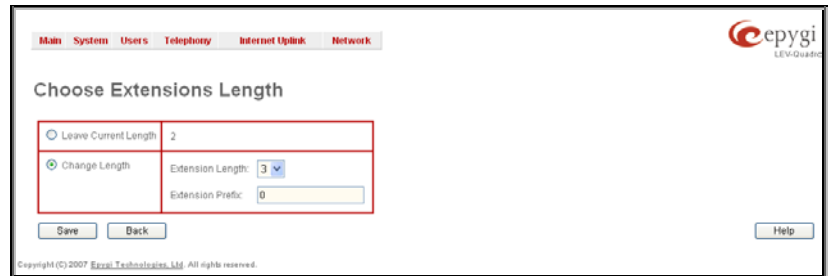 Main System Users Telephony Internet Uplink Network
epygi
LEV-Quadro
Choose Extensions Length
Leave Current Length 2
Change Length Extension Length: 3
Extension Prefix: 0
Save Back Help
Copyright (C) 2007 Epygi Technologies, Ltd. All rights reserved.